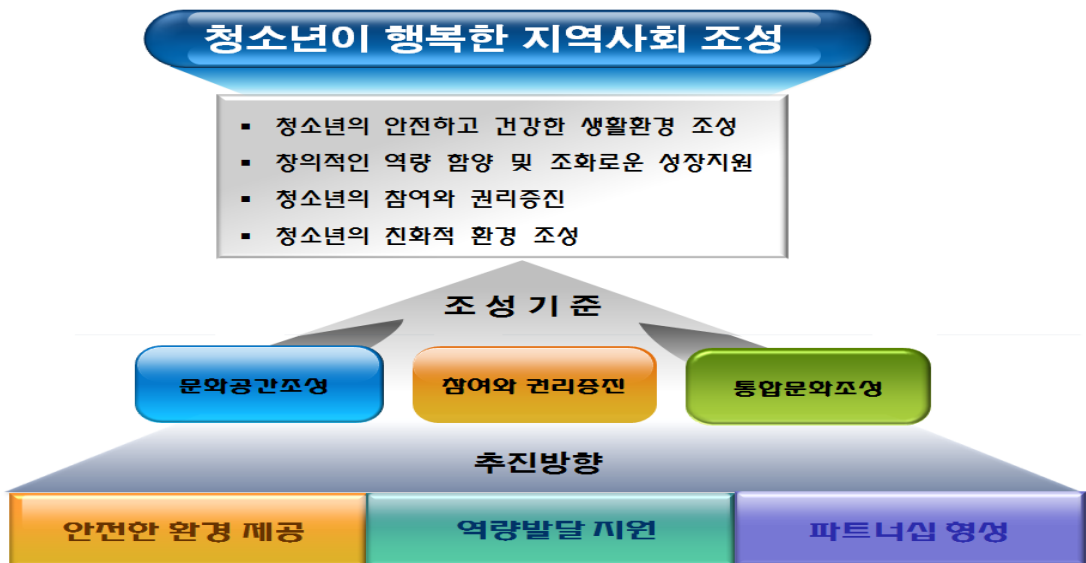 청소년이 행복한 지역사회 조성
▪ 청소년의 안전하고 건강한 생활환경 조성
▪ 창의적인 역량 함양 및 조화로운 성장지원
▪ 청소년의 참여와 권리증진
▪ 청소년의 친화적 환경 조성
조 성 기 준
문화공간조성
참여와 권리증진
통합문화조성
추진방향
안전한 환경 제공
역량발달 지원
파트너십 형성